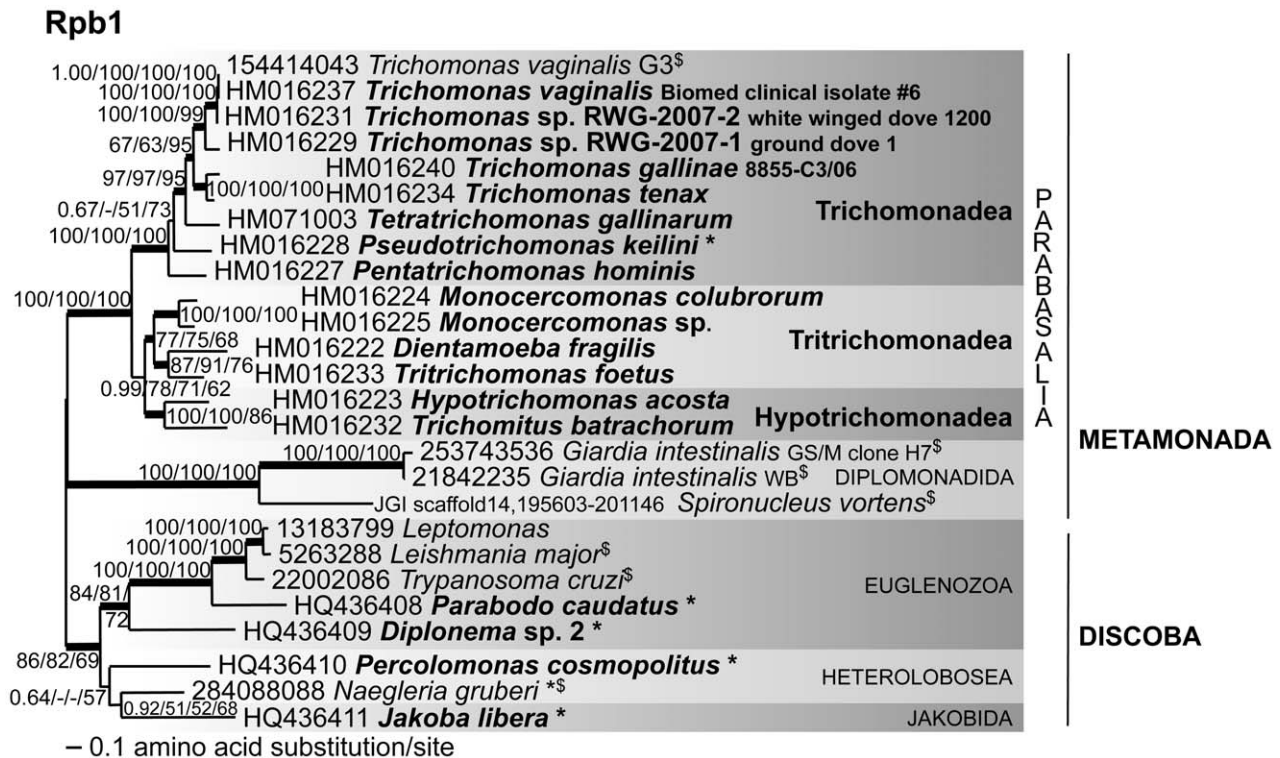 Rpb1
1.00/100/100/100
154414043 Trichomonas vaginalis G3$
100/100/100
HM016237 Trichomonas vaginalis Biomed clinical isolate #6
100/100/99
HM016231 Trichomonas sp. RWG-2007-2 white winged dove 1200
67/63/95
HM016229 Trichomonas sp. RWG-2007-1 ground dove 1
97/97/95
HM016240 Trichomonas gallinae 8855-C3/06
100/100/100
HM016234 Trichomonas tenax
0.67/-/51/73
HM071003 Tetratrichomonas gallinarum
Trichomonadea
100/100/100
HM016228 Pseudotrichomonas keilini *
HM016227 Pentatrichomonas hominis
100/100/100
HM016224 Monocercomonas colubrorum
100/100/100
HM016225 Monocercomonas sp.
Tritrichomonadea
77/75/68
HM016222 Dientamoeba fragilis
87/91/76
HM016233 Tritrichomonas foetus
0.99/78/71/62
HM016223 Hypotrichomonas acosta
100/100/86
HM016232 Trichomitus batrachorum
Hypotrichomonadea
PARABASALIA
METAMONADA
100/100/100
253743536 Giardia intestinalis GS/M clone H7$
100/100/100
21842235 Giardia intestinalis WB$
DIPLOMONADIDA
JGI scaffold14,195603-201146 Spironucleus vortens$
100/100/100
13183799 Leptomonas
100/100/100
5263288 Leishmania major$
100/100/100
22002086 Trypanosoma cruzi$
EUGLENOZOA
84/81/
72
HQ436408 Parabodo caudatus *
HQ436409 Diplonema sp. 2 *
DISCOBA
86/82/69
HQ436410 Percolomonas cosmopolitus *
HETEROLOBOSEA
0.64/-/-/57
284088088 Naegleria gruberi *$
0.92/51/52/68
HQ436411 Jakoba libera *
JAKOBIDA
– 0.1 amino acid substitution/site